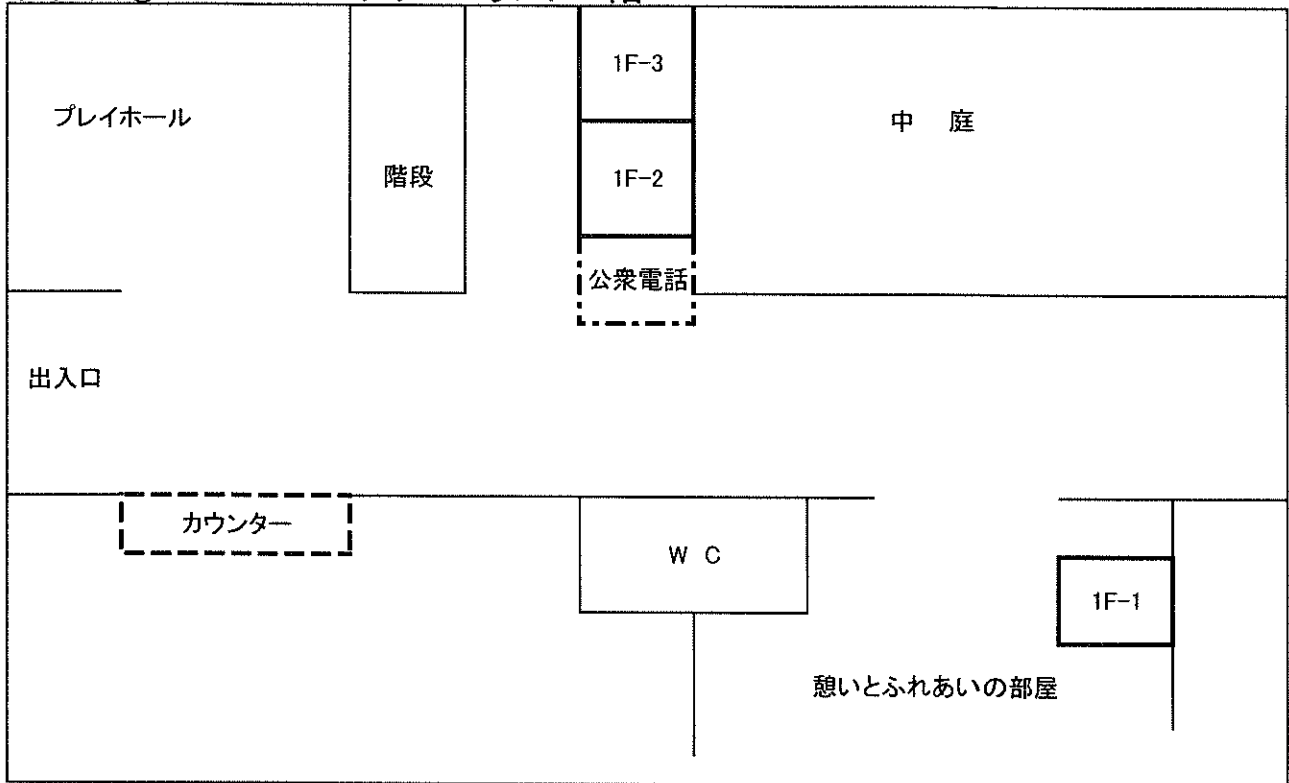 1F-3
プレイホール
中 庭
階段
1F-2
公衆電話
出入口
カウンター
W C
1F-1
憩いとふれあいの部屋